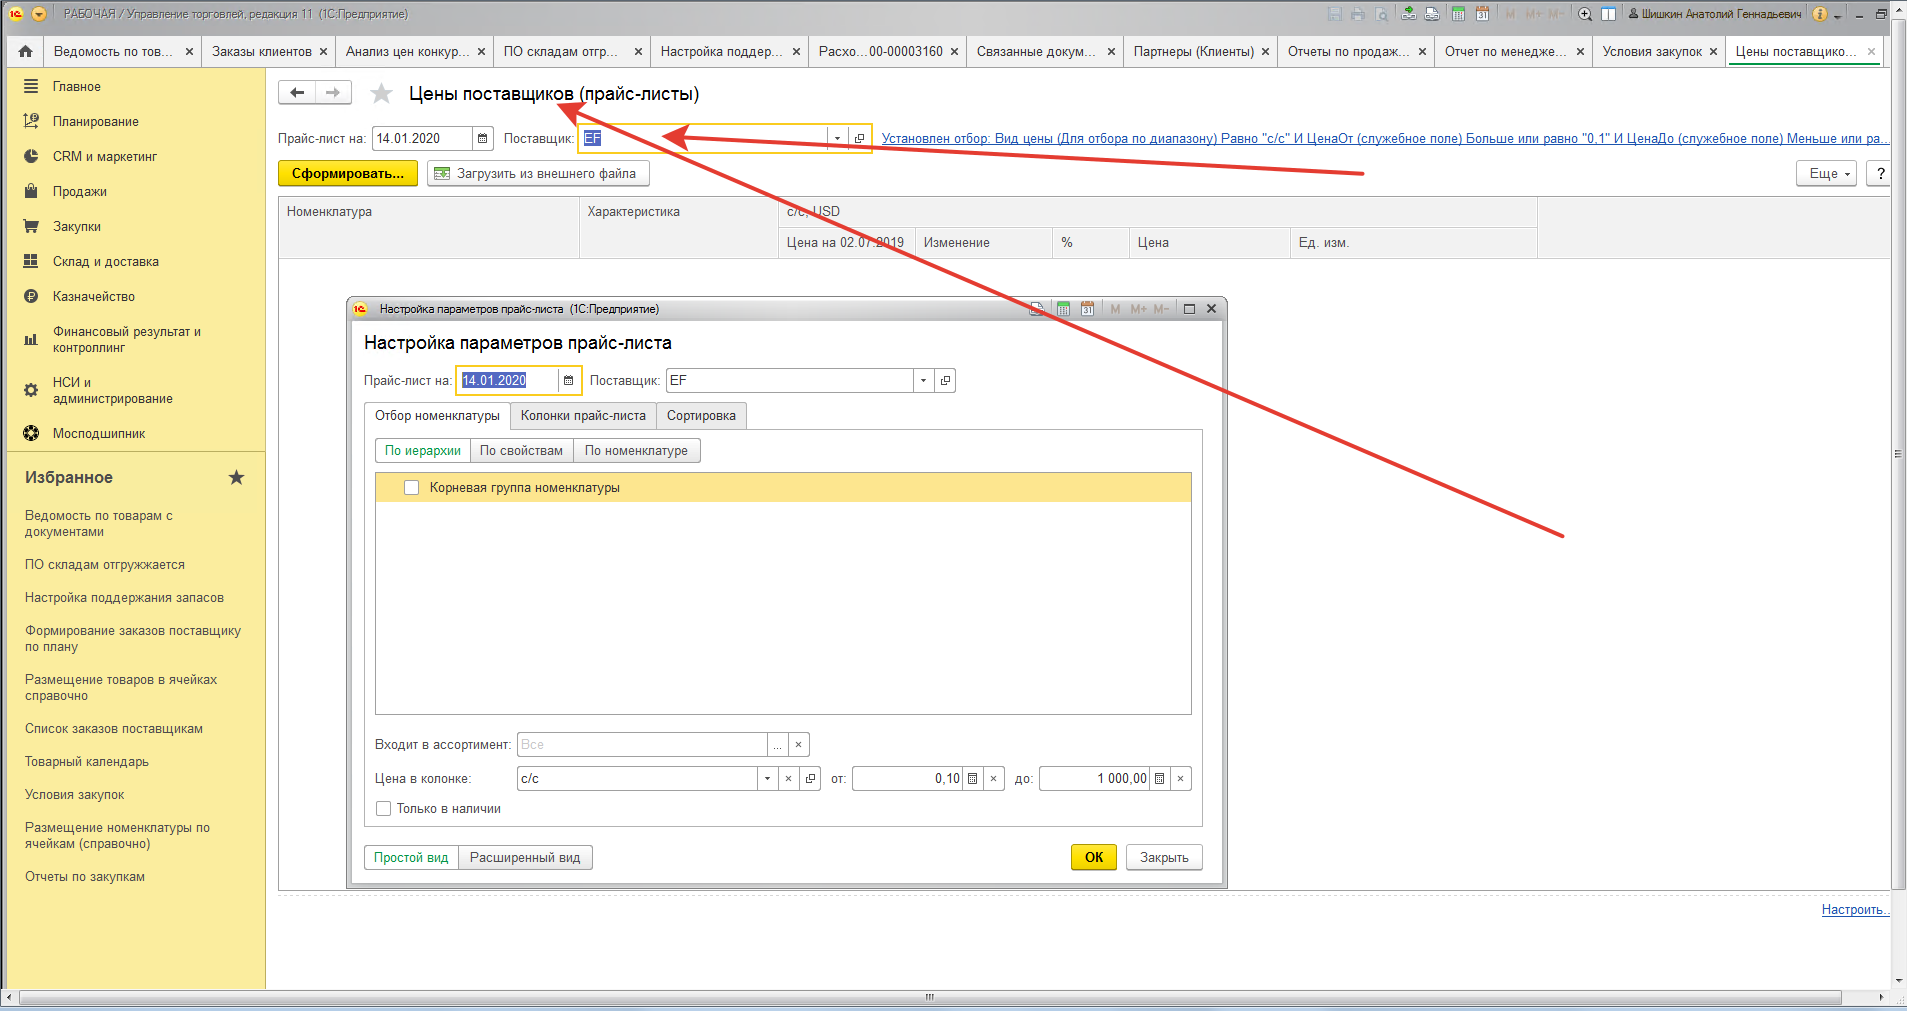 РАБОЧАЯ / Управление торговлей, редакция 11 (1С:Предприятие)
M M+ M-
Шишкин Анатолий Геннадьевич
Ведомость по тов... × Заказы клиентов × Анализ цен конкур... × ПО складам отгр... × Настройка поддер... × Расхо...00-00003160 × Связанные докум... × Партнеры (Клиенты) × Отчеты по продаж... × Отчет по менедже... × Условия закупок × Цены поставщико... ×
Главное
Планирование
CRM и маркетинг
Продажи
Закупки
Склад и доставка
Казначейство
Финансовый результат и
контроллинг
НСИ и
администрирование
Мосподшипник
Избранное
Ведомость по товарам с
документами
ПО складам отгружается
Настройка поддержания запасов
Формирование заказов поставщику
по плану
Размещение товаров в ячейках
справочно
Список заказов поставщикам
Товарный календарь
Условия закупок
Размещение номенклатуры по
ячейкам (справочно)
Отчеты по закупкам
Цены поставщиков (прайс-листы)
Прайс-лист на: 14.01.2020 Поставщик: EF Установлен отбор: Вид цены (Для отбора по диапазону) Равно "с/с" И ЦенаОт (служебное поле) Больше или равно "0,1" И ЦенаДо (служебное поле) Меньше или ра...
Сформировать... Загрузить из внешнего файла Еще ?
Номенклатура Характеристика с/с, USD
Цена на 02.07.2019 Изменение % Цена Ед. изм.
Настройка параметров прайс-листа (1С:Предприятие)
M M+ M-
Настройка параметров прайс-листа
Прайс-лист на: 14.01.2020 Поставщик: EF
Отбор номенклатуры Колонки прайс-листа Сортировка
По иерархии По свойствам По номенклатуре
Корневая группа номенклатуры
Входит в ассортимент: Все ... ×
Цена в колонке: с/с × от: 0,10 × до: 1 000,00 ×
Только в наличии
Простой вид Расширенный вид ОК Закрыть
Настроить...